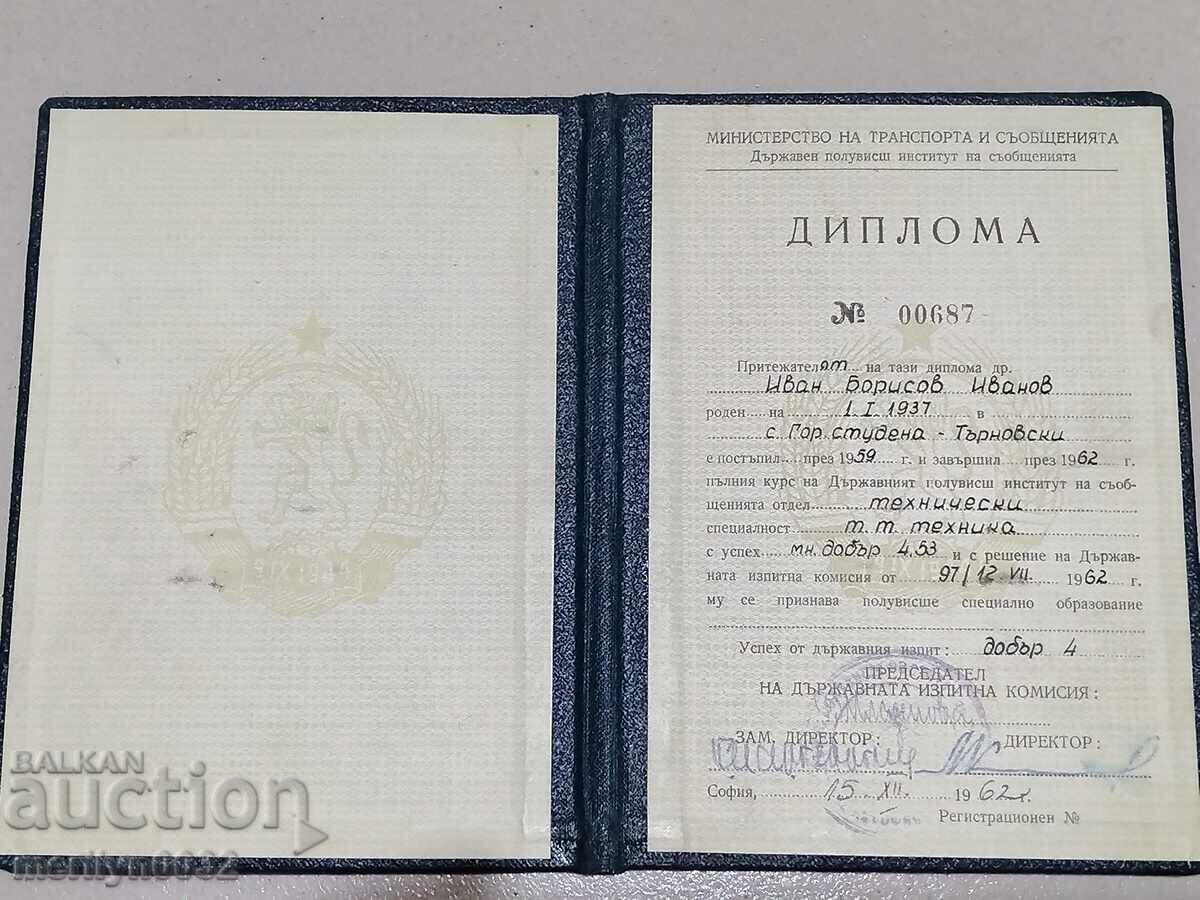 МИНИСТЕРСТВО НА ТРАНСПОРТА И СЪОБЩЕНИЯТА
Държавен полувисш институт на съобщенията
ДИПЛОМА
№ 00687
Притежателят на тази диплома др.
Иван Борисов Иванов
роден на 1.I.1937 в
с. Гор. студена - Търновски
е постъпил през 1959 г. и завършил през 1962 г.
пълния курс на Държавният полувисш институт на съоб-
щенията отдел технически
специалност т.т. техника
с успех мн. добър 4.53 и с решение на Държав-
ната изпитна комисия от 97/12 VII. 1962 г.
му се признава полувисше специално образование
Успех от държавния изпит: добър 4
ПРЕДСЕДАТЕЛ
НА ДЪРЖАВНАТА ИЗПИТНА КОМИСИЯ:
ЗАМ. ДИРЕКТОР: ДИРЕКТОР:
София, 15. XII. 1962 г.
Регистрационен №
BALKAN
auction
menlyn0032